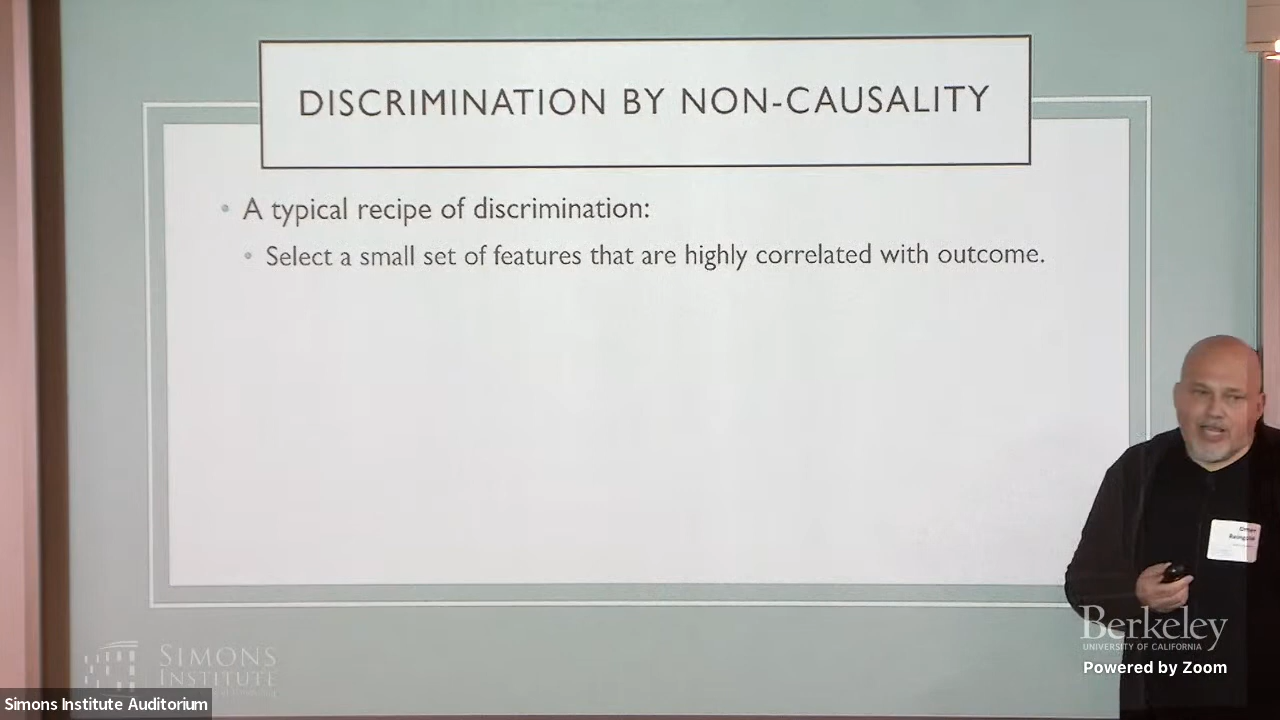 DISCRIMINATION BY NON-CAUSALITY
• A typical recipe of discrimination:
• Select a small set of features that are highly correlated with outcome.
Berkeley
UNIVERSITY OF CALIFORNIA
Powered by Zoom
SIMONS
INSTITUTE
Simons Institute Auditorium